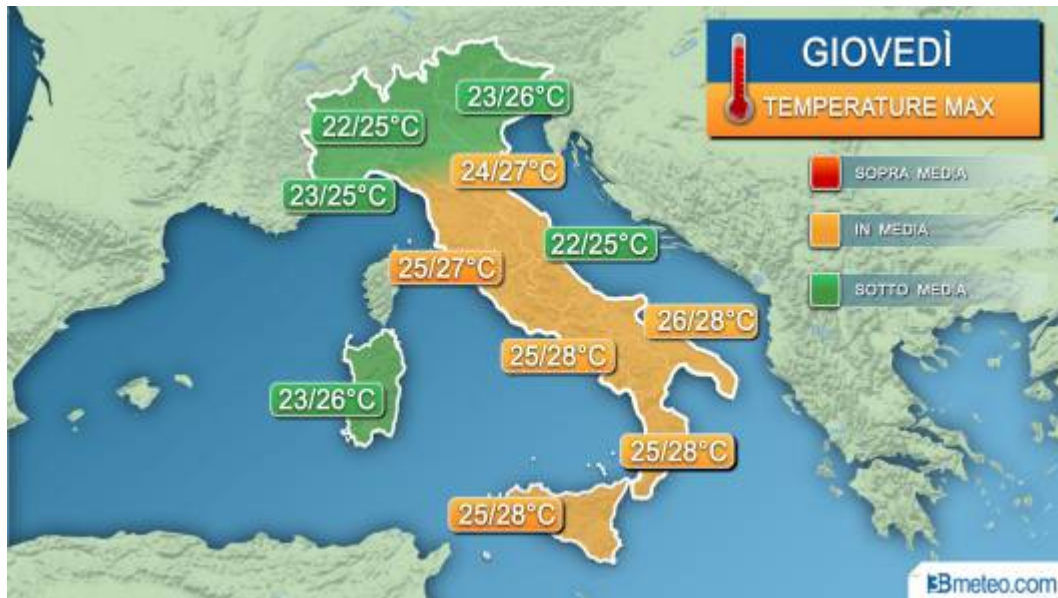 GIOVEDÌ
TEMPERATURE MAX
SOPRA MEDIA
IN MEDIA
SOTTO MEDIA
23/26°C
22/25°C
24/27°C
23/25°C
22/25°C
25/27°C
26/28°C
25/28°C
23/26°C
25/28°C
25/28°C
3Bmeteo.com